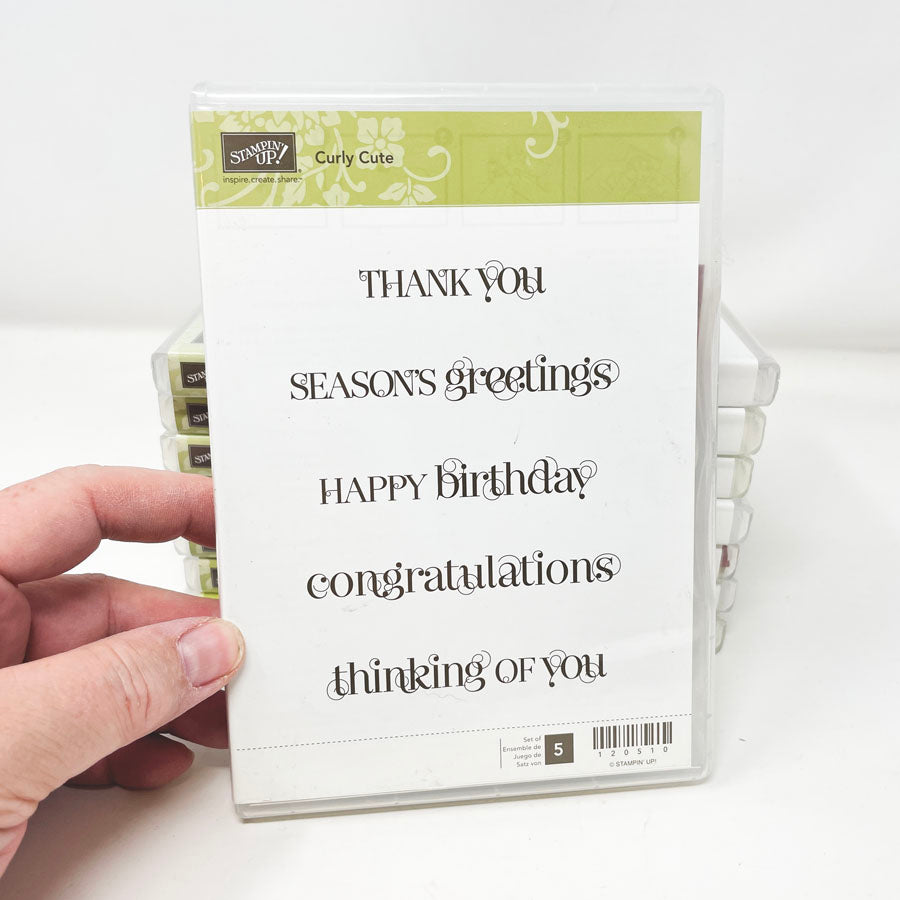 STAMPIN' UP!®
inspire.create.share.™
Curly Cute
THANK you
SEASON'S greetings
HAPPY birthday
congratulations
thinking OF you
Set of
Ensemble de
Juego de
Satz von
5
120510
© STAMPIN' UP!